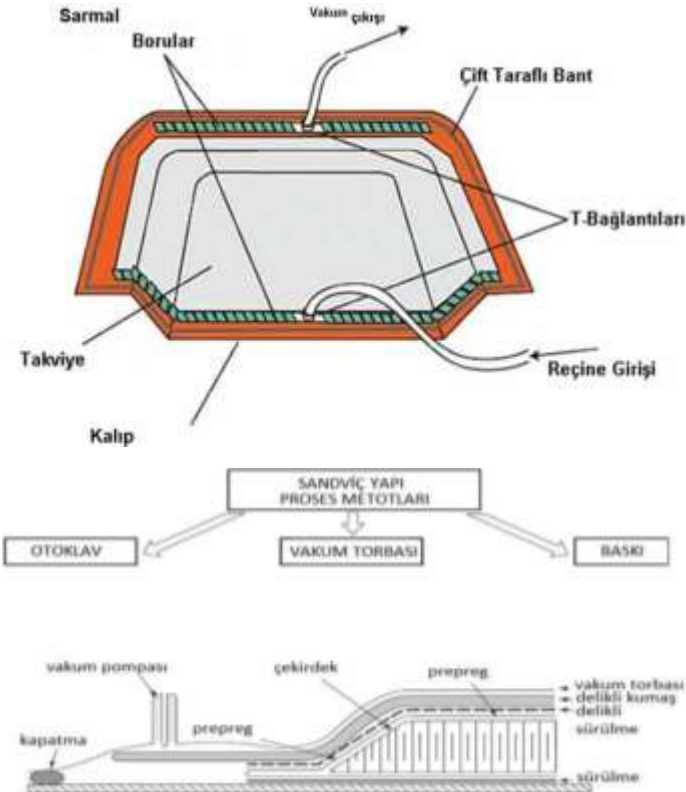 Sarmal
Borular
Vakum çıkışı
Çift Taraflı Bant
T-Bağlantıları
Takviye
Reçine Girişi
Kalıp
SANDVİÇ YAPI
PROSES METOTLARI
OTOKLAV
VAKUM TORBASI
BASKI
vakum pompası
çekirdek
prepreg
vakum torbası
delikli kumaş
delikli
prepreg
sürülme
kapatma
sürülme